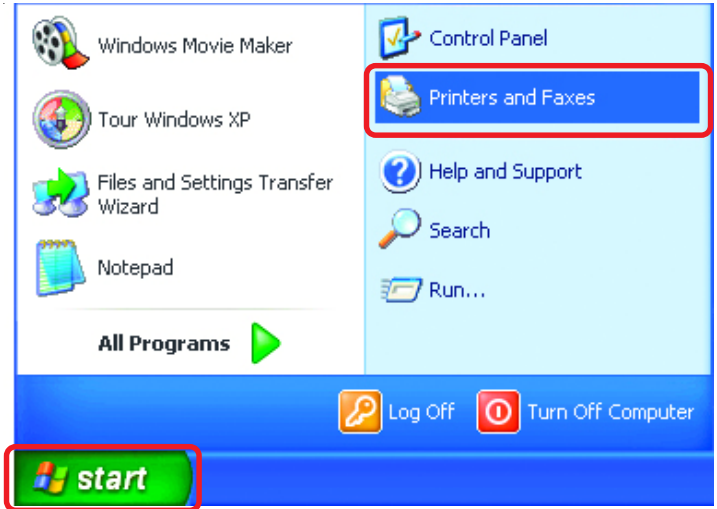 Windows Movie Maker
Tour Windows XP
Files and Settings Transfer
Wizard
Notepad
All Programs
Control Panel
Printers and Faxes
Help and Support
Search
Run...
Log Off
Turn Off Computer
start